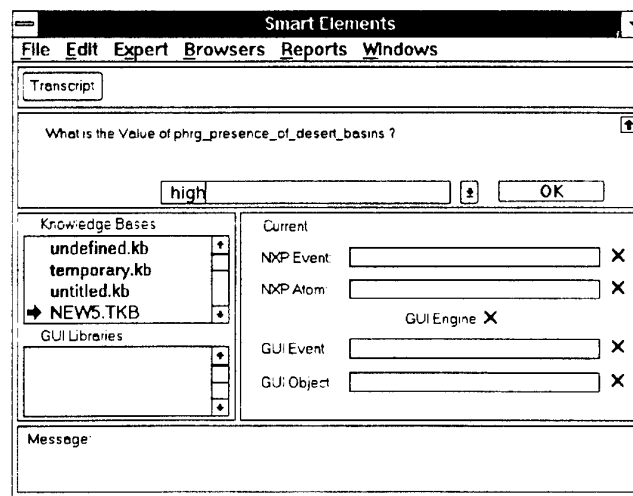 Smart Elements
File Edit Expert Browsers Reports Windows
Transcript
What is the Value of phrg_presence_of_desert_basins ?
high OK
Knowledge Bases
undefined.kb
temporary.kb
untitled.kb
NEW5.TKB
GUI Libraries
Current
NXP Event:
NXP Atom:
GUI Engine
GUI Event
GUI Object
Message: